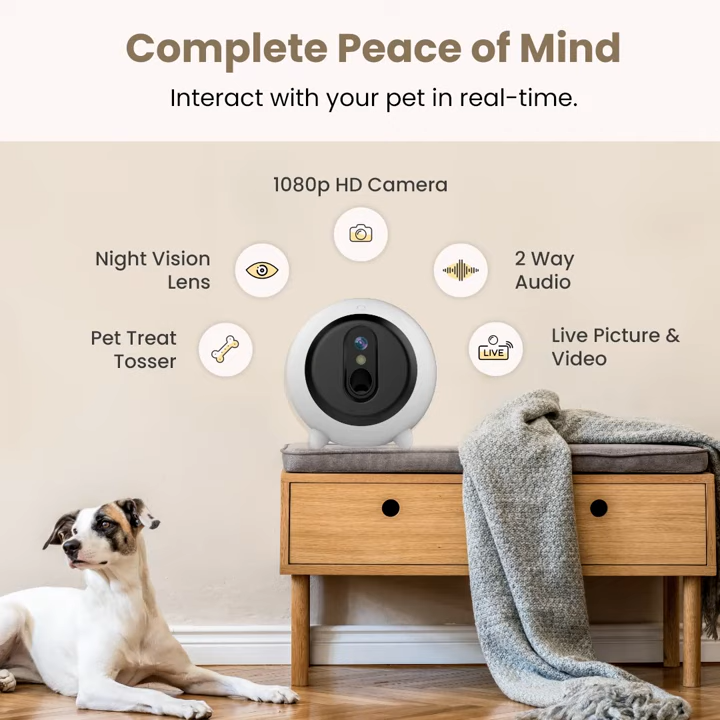 Complete Peace of Mind
Interact with your pet in real-time.
1080p HD Camera
Night Vision
Lens
2 Way
Audio
Pet Treat
Tosser
LIVE
Live Picture &
Video